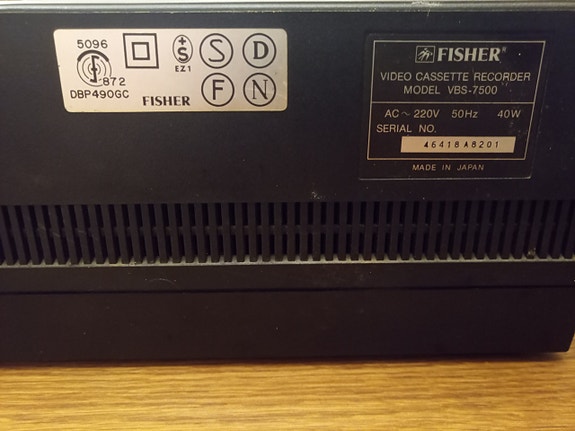 5096
872
DBP490GC
S
EZ1
FISHER
S
D
F
N
FISHER®
VIDEO CASSETTE RECORDER
MODEL VBS-7500
AC ~ 220V 50Hz 40W
SERIAL NO.
46418A8201
MADE IN JAPAN